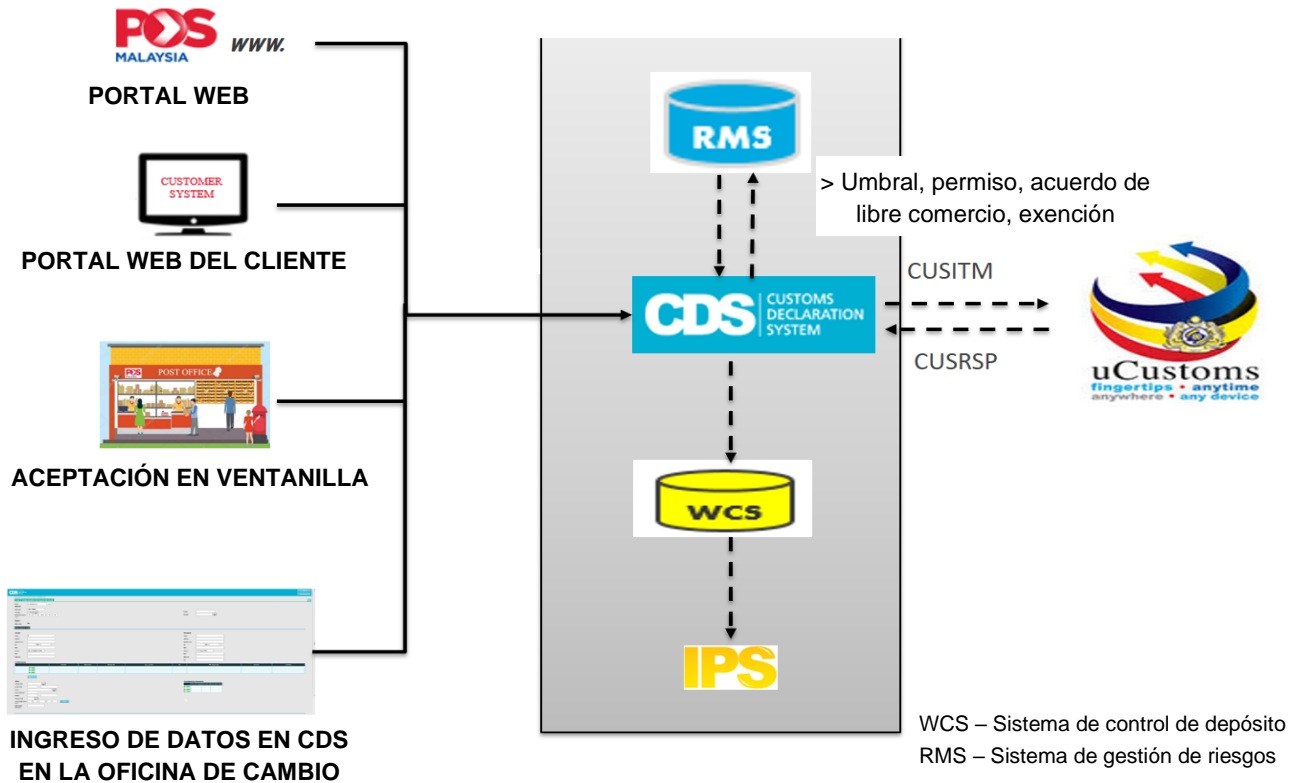 POS
MALAYSIA
www.
PORTAL WEB
CUSTOMER
SYSTEM
PORTAL WEB DEL CLIENTE
POS
POST OFFICE
ACEPTACIÓN EN VENTANILLA
CDS
INGRESO DE DATOS EN CDS
EN LA OFICINA DE CAMBIO
RMS
> Umbral, permiso, acuerdo de
libre comercio, exención
CDS
CUSTOMS
DECLARATION
SYSTEM
CUSITM
CUSRSP
uCustoms
fingertips • anytime
anywhere • any device
WCS
IPS
WCS – Sistema de control de depósito
RMS – Sistema de gestión de riesgos